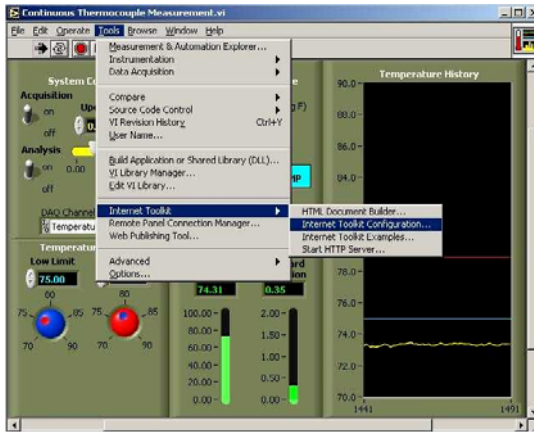 Continuous Thermocouple Measurement.vi
File Edit Operate Tools Browse Window Help
Measurement & Automation Explorer...
Instrumentation
Data Acquisition
Compare
Source Code Control
VI Revision History Ctrl+Y
User Name...
Build Application or Shared Library (DLL)...
VI Library Manager...
Edit VI Library...
Internet Toolkit
Remote Panel Connection Manager...
Web Publishing Tool...
Advanced
Options...
HTML Document Builder...
Internet Toolkit Configuration...
Internet Toolkit Examples...
Start HTTP Server...
System Co
Acquisition
on
off
Analysis
on 0.00
off
DAQ Channel
Temperatu
Temperatur
Low Limit
75.00
80 80
75 85 75 85
70 90 70 90
74.31 0.35
100.00 2.00
80.00
60.00 1.50
40.00 1.00
20.00 0.50
0.00 0.00
Temperature History
90.0
88.0
86.0
84.0
78.0
76.0
74.0
72.0
70.0
1441 1491